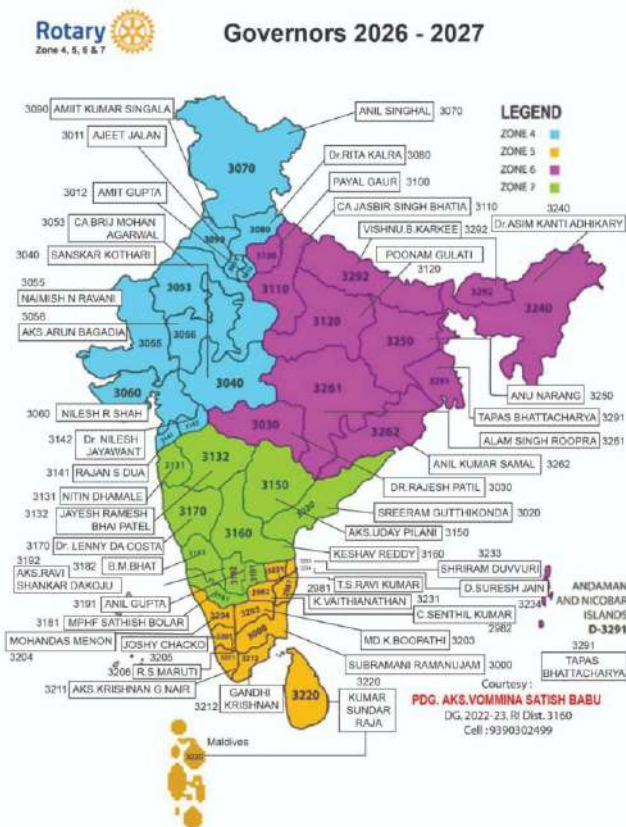 Rotary
Zone 4, 5, 6 & 7
Governors 2026 - 2027
3090 AMIIT KUMAR SINGALA
ANIL SINGHAL 3070
LEGEND
ZONE 4
ZONE 5
ZONE 6
ZONE 7
3011 AJEET JALAN
Dr.RITA KALRA 3080
3070
3012 AMIT GUPTA
PAYAL GAUR 3100
CA JASBIR SINGH BHATIA 3110
3240
Dr.ASIM KANTI ADHIKARY
3053 CA BRIJ MOHAN
AGARWAL
VISHNU.B.KARKEE 3292
3040 SANSKAR KOTHARI
POONAM GULATI
3120
3080
3090
3100
3110
3292
3292
3055
NAIMISH N RAVANI
3053
3120
3240
3056
AKS.ARUN BAGADIA
3055
3056
3250
3291
3060
3040
3261
ANU NARANG 3250
3060 NILESH R SHAH
TAPAS BHATTACHARYA 3291
3142 Dr. NILESH
JAYAWANT
3262
ALAM SINGH ROOPRA 3261
3030
ANIL KUMAR SAMAL 3262
3141 RAJAN S DUA
3131
3132
DR.RAJESH PATIL 3030
3131 NITIN DHAMALE
3150
3020
3132 JAYESH RAMESH
BHAI PATEL
3170
SREERAM GUTTHIKONDA 3020
AKS.UDAY PILANI 3150
3170 Dr. LENNY DA COSTA
3160
3192
AKS.RAVI
SHANKAR DAKOJU
3182 B.M.BHAT
KESHAV REDDY 3160
3233
SHRIRAM DUVVURI
3191 ANIL GUPTA
2981 T.S.RAVI KUMAR
D.SURESH JAIN
3234
ANDAMAN
AND NICOBAR
ISLANDS
D-3291
3181 MPHF SATHISH BOLAR
K.VAITHIANATHAN 3231
C.SENTHIL KUMAR
2982
MOHANDAS MENON
3204
JOSHY CHACKO
3205
MD.K.BOOPATHI 3203
3291
TAPAS
BHATTACHARYA
3206 R.S.MARUTI
SUBRAMANI RAMANUJAM 3000
3211 AKS.KRISHNAN G.NAIR
3212 GANDHI
KRISHNAN
3220
3220
KUMAR
SUNDAR
RAJA
Courtesy :
PDG. AKS.VOMMINA SATISH BABU
DG, 2022-23, RI Dist. 3160
Cell :9390302499
Maldives
3220